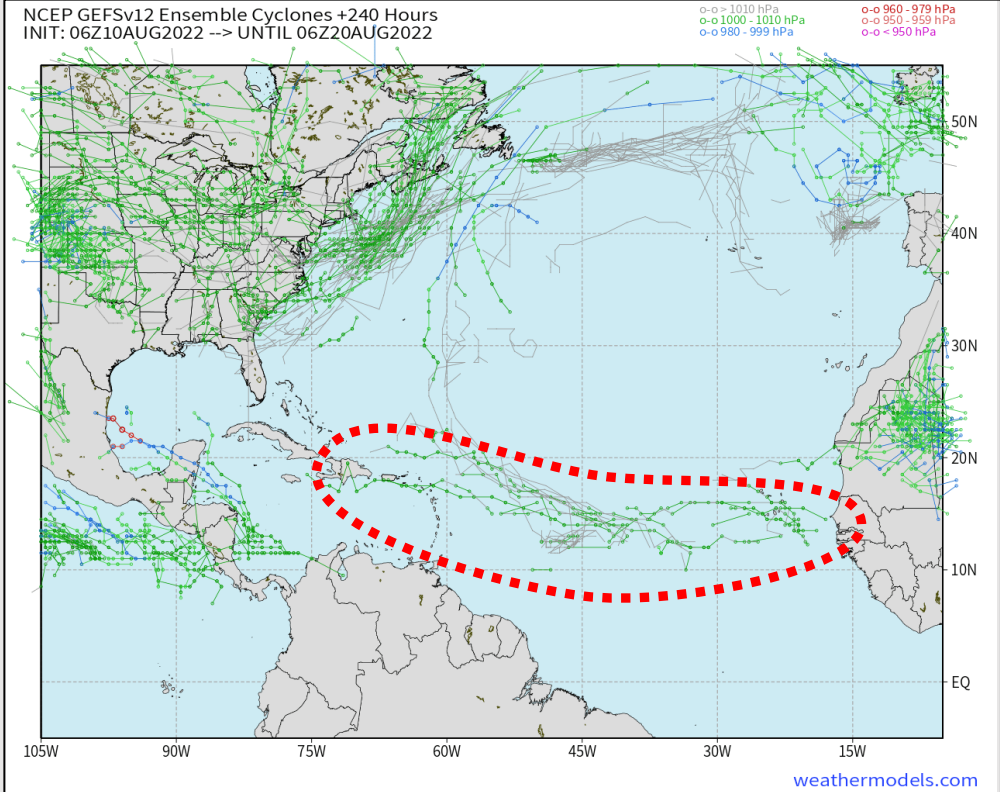 NCEP GEFSv12 Ensemble Cyclones +240 Hours
INIT: 06Z10AUG2022 --> UNTIL 06Z20AUG2022
o-o > 1010 hPa
o-o 1000 - 1010 hPa
o-o 980 - 999 hPa
o-o 960 - 979 hPa
o-o 950 - 959 hPa
o-o < 950 hPa
50N
40N
30N
20N
10N
EQ
105W 90W 75W 60W 45W 30W 15W
weathermodels.com